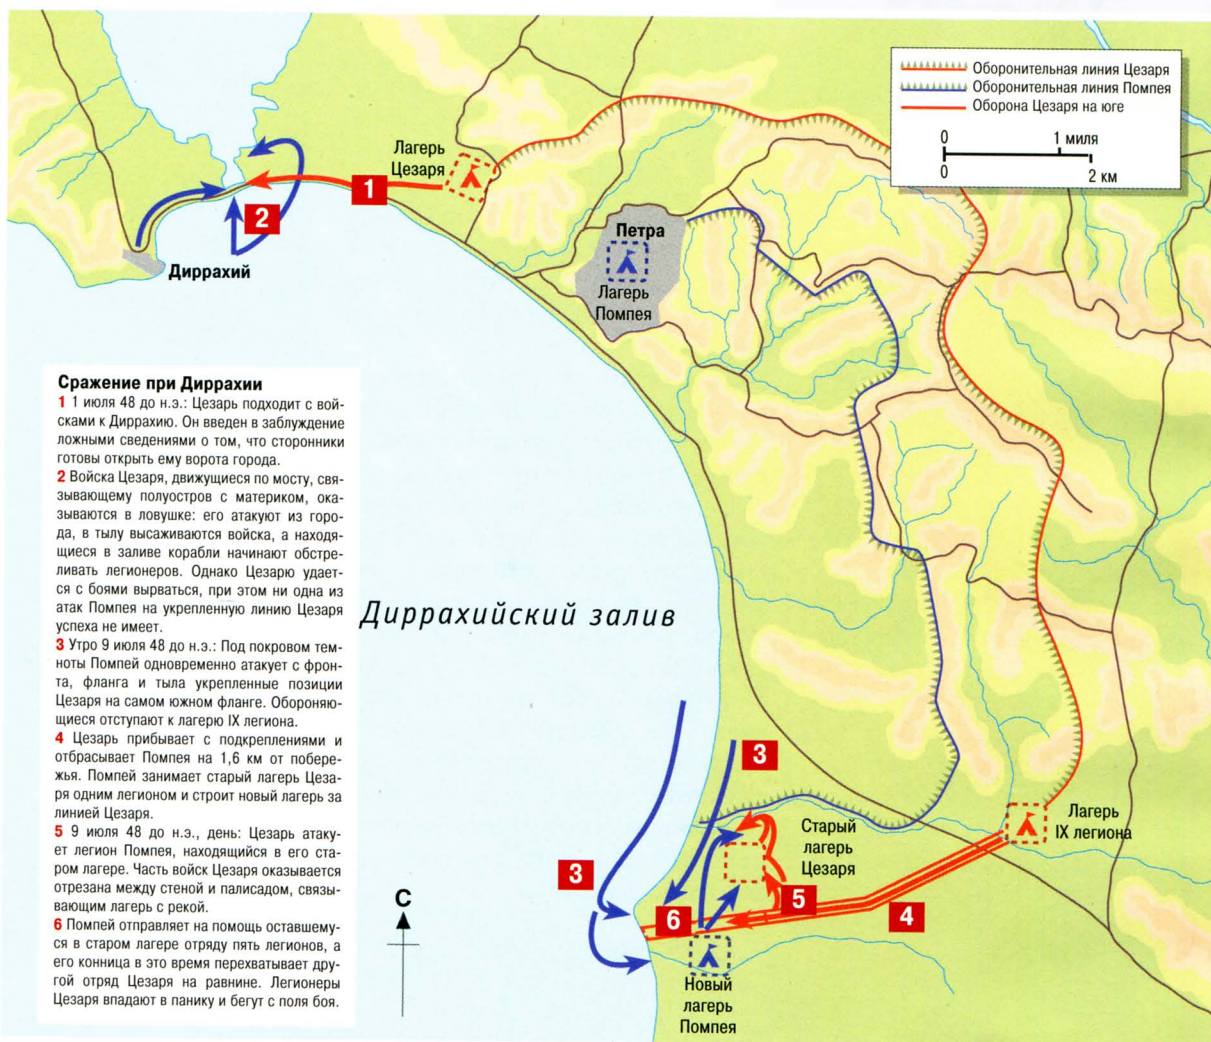 Оборонительная линия Цезаря
Оборонительная линия Помпея
Оборона Цезаря на юге
0
1 миля
0
2 км
Лагерь
Цезаря
1
2
Диррахий
Петра
Лагерь
Помпея
Сражение при Диррахии
1 1 июля 48 до н.э.: Цезарь подходит с вой-
сками к Диррахию. Он введен в заблуждение
ложными сведениями о том, что сторонники
готовы открыть ему ворота города.
2 Войска Цезаря, движущиеся по мосту, свя-
зывающему полуостров с материком, ока-
зываются в ловушке: его атакуют из горо-
да, в тылу высаживаются войска, а находя-
щиеся в заливе корабли начинают обстре-
ливать легионеров. Однако Цезарю удает-
ся с боями вырваться, при этом ни одна из
атак Помпея на укрепленную линию Цезаря
успеха не имеет.
3 Утро 9 июля 48 до н.э.: Под покровом тем-
ноты Помпей одновременно атакует с фрон-
та, фланга и тыла укрепленные позиции
Цезаря на самом южном фланге. Обороняю-
щиеся отступают к лагерю IX легиона.
4 Цезарь прибывает с подкреплениями и
отбрасывает Помпея на 1,6 км от побере-
жья. Помпей занимает старый лагерь Цеза-
ря одним легионом и строит новый лагерь за
линией Цезаря.
5 9 июля 48 до н.э., день: Цезарь атаку-
ет легион Помпея, находящийся в его ста-
ром лагере. Часть войск Цезаря оказывается
отрезана между стеной и палисадом, связы-
вающим лагерь с рекой.
6 Помпей отправляет на помощь оставшему-
ся в старом лагере отряду пять легионов, а
его конница в это время перехватывает дру-
гой отряд Цезаря на равнине. Легионеры
Цезаря впадают в панику и бегут с поля боя.
Диррахийский залив
3
3
Старый
лагерь
Цезаря
Лагерь
IX легиона
5
4
6
С
Новый
лагерь
Помпея